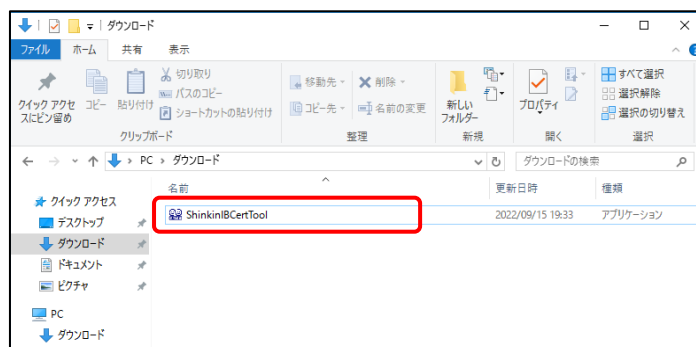 ダウンロード
ファイル ホーム 共有 表示
クイック アクセスにピン留め
コピー
貼り付け
切り取り
パスのコピー
ショートカットの貼り付け
クリップボード
移動先
コピー先
削除
名前の変更
整理
新しいフォルダー
新規
プロパティ
開く
すべて選択
選択解除
選択の切り替え
選択
PC › ダウンロード
ダウンロードの検索
名前 更新日時 種類
ShinkinIBCertTool 2022/09/15 19:33 アプリケーション
クイック アクセス
デスクトップ
ダウンロード
ドキュメント
ピクチャ
PC
ダウンロード